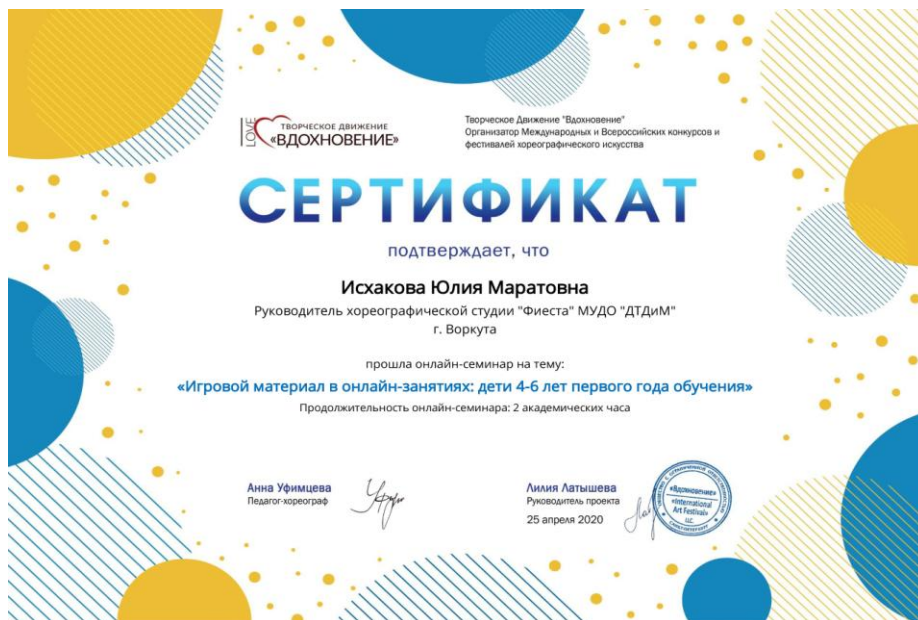 LOVE
ТВОРЧЕСКОЕ ДВИЖЕНИЕ
«ВДОХНОВЕНИЕ»
Творческое Движение "Вдохновение"
Организатор Международных и Всероссийских конкурсов и
фестивалей хореографического искусства
СЕРТИФИКАТ
подтверждает, что
Исхакова Юлия Маратовна
Руководитель хореографической студии "Фиеста" МУДО "ДТДиМ"
г. Воркута
прошла онлайн-семинар на тему:
«Игровой материал в онлайн-занятиях: дети 4-6 лет первого года обучения»
Продолжительность онлайн-семинара: 2 академических часа
Анна Уфимцева
Педагог-хореограф
Лилия Латышева
Руководитель проекта
25 апреля 2020
«Вдохновение»
«International
Art Festival»
LLC.
САНКТ-ПЕТЕРБУРГ